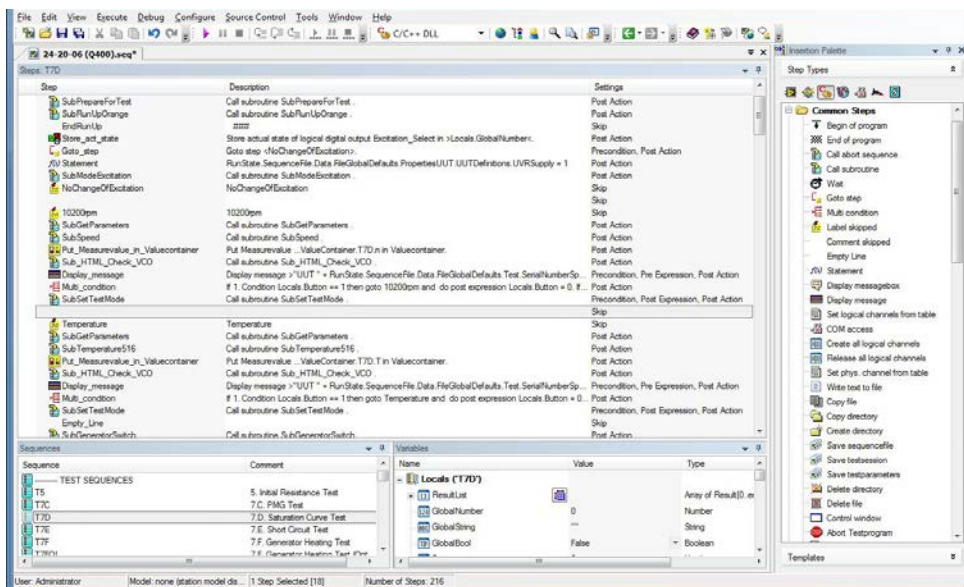 File Edit View Execute Debug Configure Source Control Tools Window Help
C/C++ DLL
24-20-06 (Q400).seq*
Steps: T7D
Step Description Settings
SubPrepareForTest Call subroutine SubPrepareForTest . Post Action
SubRunUpOrange Call subroutine SubRunUpOrange . Post Action
EndRunUp #### Skip
Store_act_state Store actual state of logical digital output Excitation_Select in >Locals.GlobalNumber<. Post Action
Goto_step Goto step <NoChangeOfExcitation>. Precondition, Post Action
Statement RunState.SequenceFile.Data.FileGlobalDefaults.PropertiesUUT.UUTDefinitions.UVRSupply = 1 Post Action
SubModeExcitation Call subroutine SubModeExcitation . Post Action
NoChangeOfExcitation NoChangeOfExcitation Skip
Skip
10200rpm 10200rpm Skip
SubGetParameters Call subroutine SubGetParameters . Post Action
SubSpeed Call subroutine SubSpeed . Post Action
Put_Measurevalue_in_Valuecontainer Put Measurevalue ...ValueContainer.T7D.n in Valuecontainer. Post Action
Sub_HTML_Check_VCO Call subroutine Sub_HTML_Check_VCO . Post Action
Display_message Display message >"UUT " + RunState.SequenceFile.Data.FileGlobalDefaults.Test.SerialNumberSp... Precondition, Pre Expression, Post Action
Multi_condition If 1. Condition Locals.Button == 1 then goto 10200rpm and do post expression Locals.Button = 0. If... Post Action
SubSetTestMode Call subroutine SubSetTestMode . Precondition, Post Expression, Post Action
Skip
Temperature Temperature Skip
SubGetParameters Call subroutine SubGetParameters . Post Action
SubTemperature516 Call subroutine SubTemperature516 . Post Action
Put_Measurevalue_in_Valuecontainer Put Measurevalue ...ValueContainer.T7D.T in Valuecontainer. Post Action
Sub_HTML_Check_VCO Call subroutine Sub_HTML_Check_VCO . Post Action
Display_message Display message >"UUT " + RunState.SequenceFile.Data.FileGlobalDefaults.Test.SerialNumberSp... Precondition, Pre Expression, Post Action
Multi_condition If 1. Condition Locals.Button == 1 then goto Temperature and do post expression Locals.Button = 0... Post Action
SubSetTestMode Call subroutine SubSetTestMode . Precondition, Post Expression, Post Action
Empty_Line Skip
SubGeneratorSwitch Call subroutine SubGeneratorSwitch. Post Action
Sequences
Sequence Comment
------- TEST SEQUENCES
T5 5. Initial Resistance Test
T7C 7.C. PMG Test
T7D 7.D. Saturation Curve Test
T7E 7.E. Short Circuit Test
T7F 7.F. Generator Heating Test
7.F. Generator Heating Test
Variables
Name Value Type
Locals ('T7D')
ResultList Array of Result[0..
GlobalNumber 0 Number
GlobalString "" String
GlobalBool False Boolean
Insertion Palette
Step Types
Common Steps
Begin of program
End of program
Call abort sequence
Call subroutine
Wait
Goto step
Multi condition
Label skipped
Comment skipped
Empty Line
Statement
Display messagebox
Display message
Set logical channels from table
COM access
Create all logical channels
Release all logical channels
Set phys. channel from table
Write text to file
Copy file
Copy directory
Create directory
Save sequencefile
Save testsession
Save testparameters
Delete directory
Delete file
Control window
Abort Testprogram
Templates
User: Administrator Model: none (station model dis... 1 Step Selected [18] Number of Steps: 216